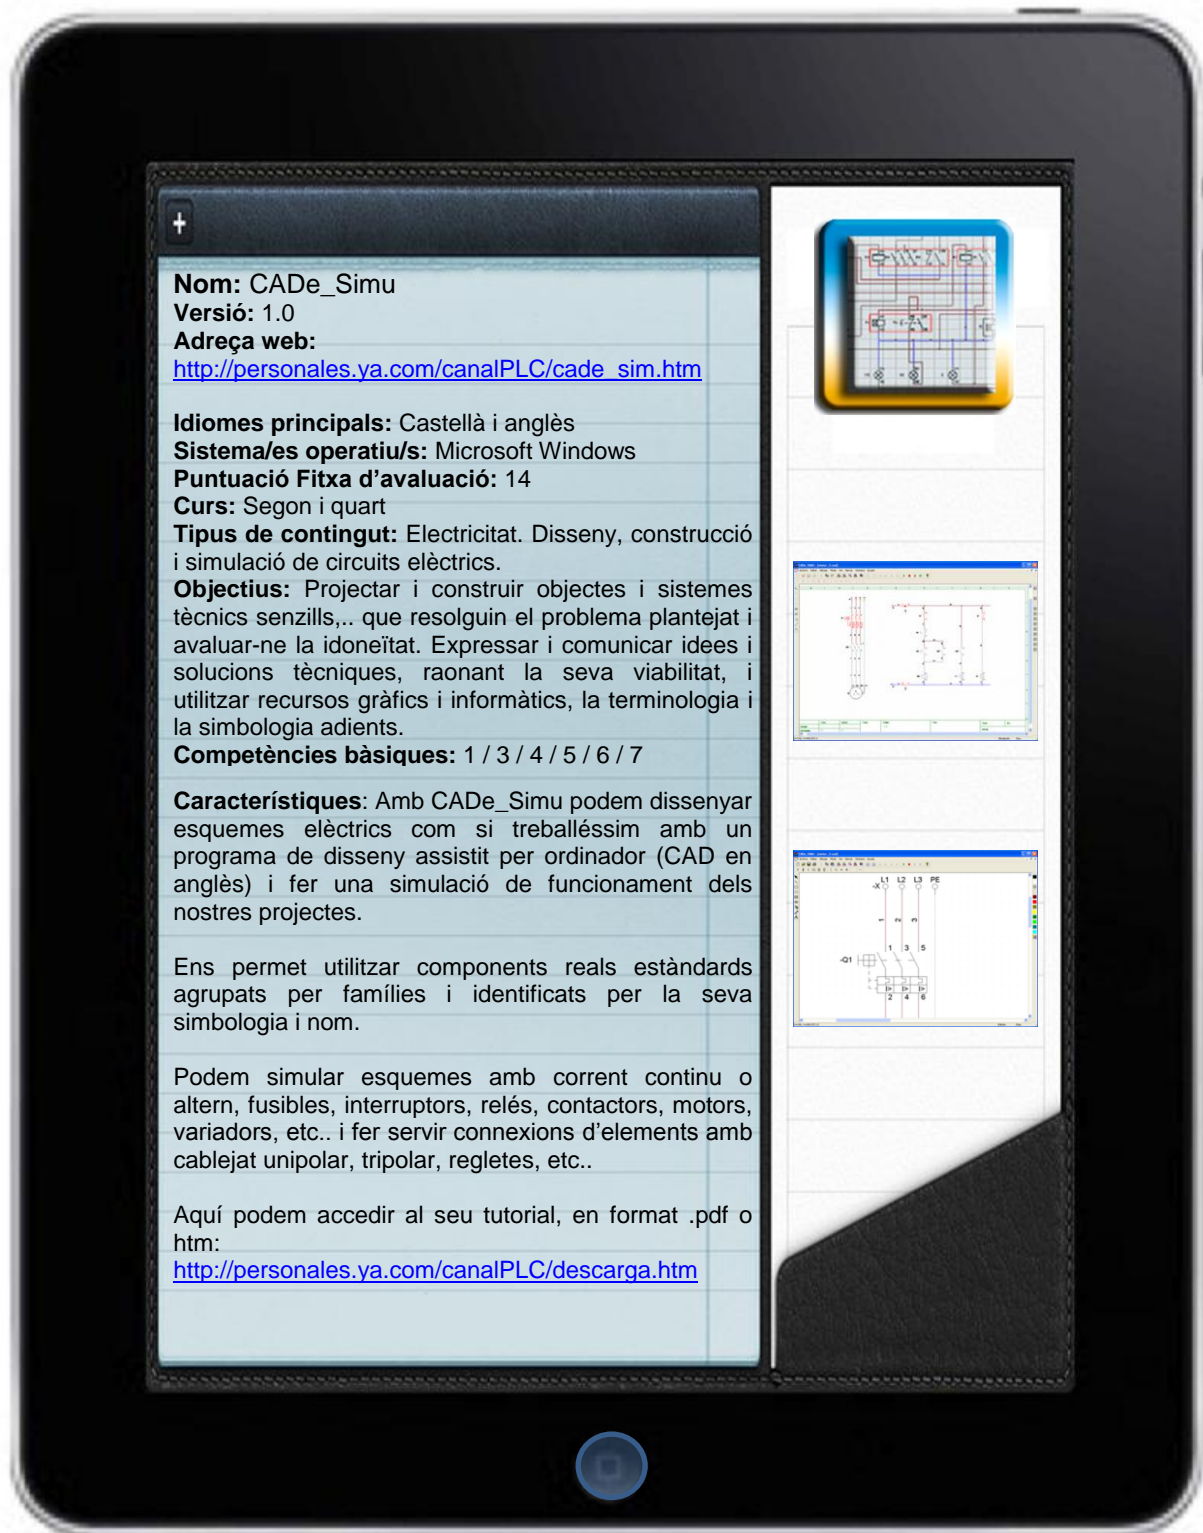 Nom: CADe_Simu
Versió: 1.0
Adreça web:
http://personales.ya.com/canalPLC/cade_sim.htm
Idiomes principals: Castellà i anglès
Sistema/es operatiu/s: Microsoft Windows
Puntuació Fitxa d’avaluació: 14
Curs: Segon i quart
Tipus de contingut: Electricitat. Disseny, construcció
i simulació de circuits elèctrics.
Objectius: Projectar i construir objectes i sistemes
tècnics senzills,.. que resolguin el problema plantejat i
avaluar-ne la idoneïtat. Expressar i comunicar idees i
solucions tècniques, raonant la seva viabilitat, i
utilitzar recursos gràfics i informàtics, la terminologia i
la simbologia adients.
Competències bàsiques: 1 / 3 / 4 / 5 / 6 / 7
Característiques: Amb CADe_Simu podem dissenyar
esquemes elèctrics com si treballéssim amb un
programa de disseny assistit per ordinador (CAD en
anglès) i fer una simulació de funcionament dels
nostres projectes.
Ens permet utilitzar components reals estàndards
agrupats per famílies i identificats per la seva
simbologia i nom.
Podem simular esquemes amb corrent continu o
altern, fusibles, interruptors, relés, contactors, motors,
variadors, etc.. i fer servir connexions d’elements amb
cablejat unipolar, tripolar, regletes, etc..
Aquí podem accedir al seu tutorial, en format .pdf o
htm:
http://personales.ya.com/canalPLC/descarga.htm
L1 L2 L3 PE
-X
1 2 3
1 3 5
-Q1
2 4 6